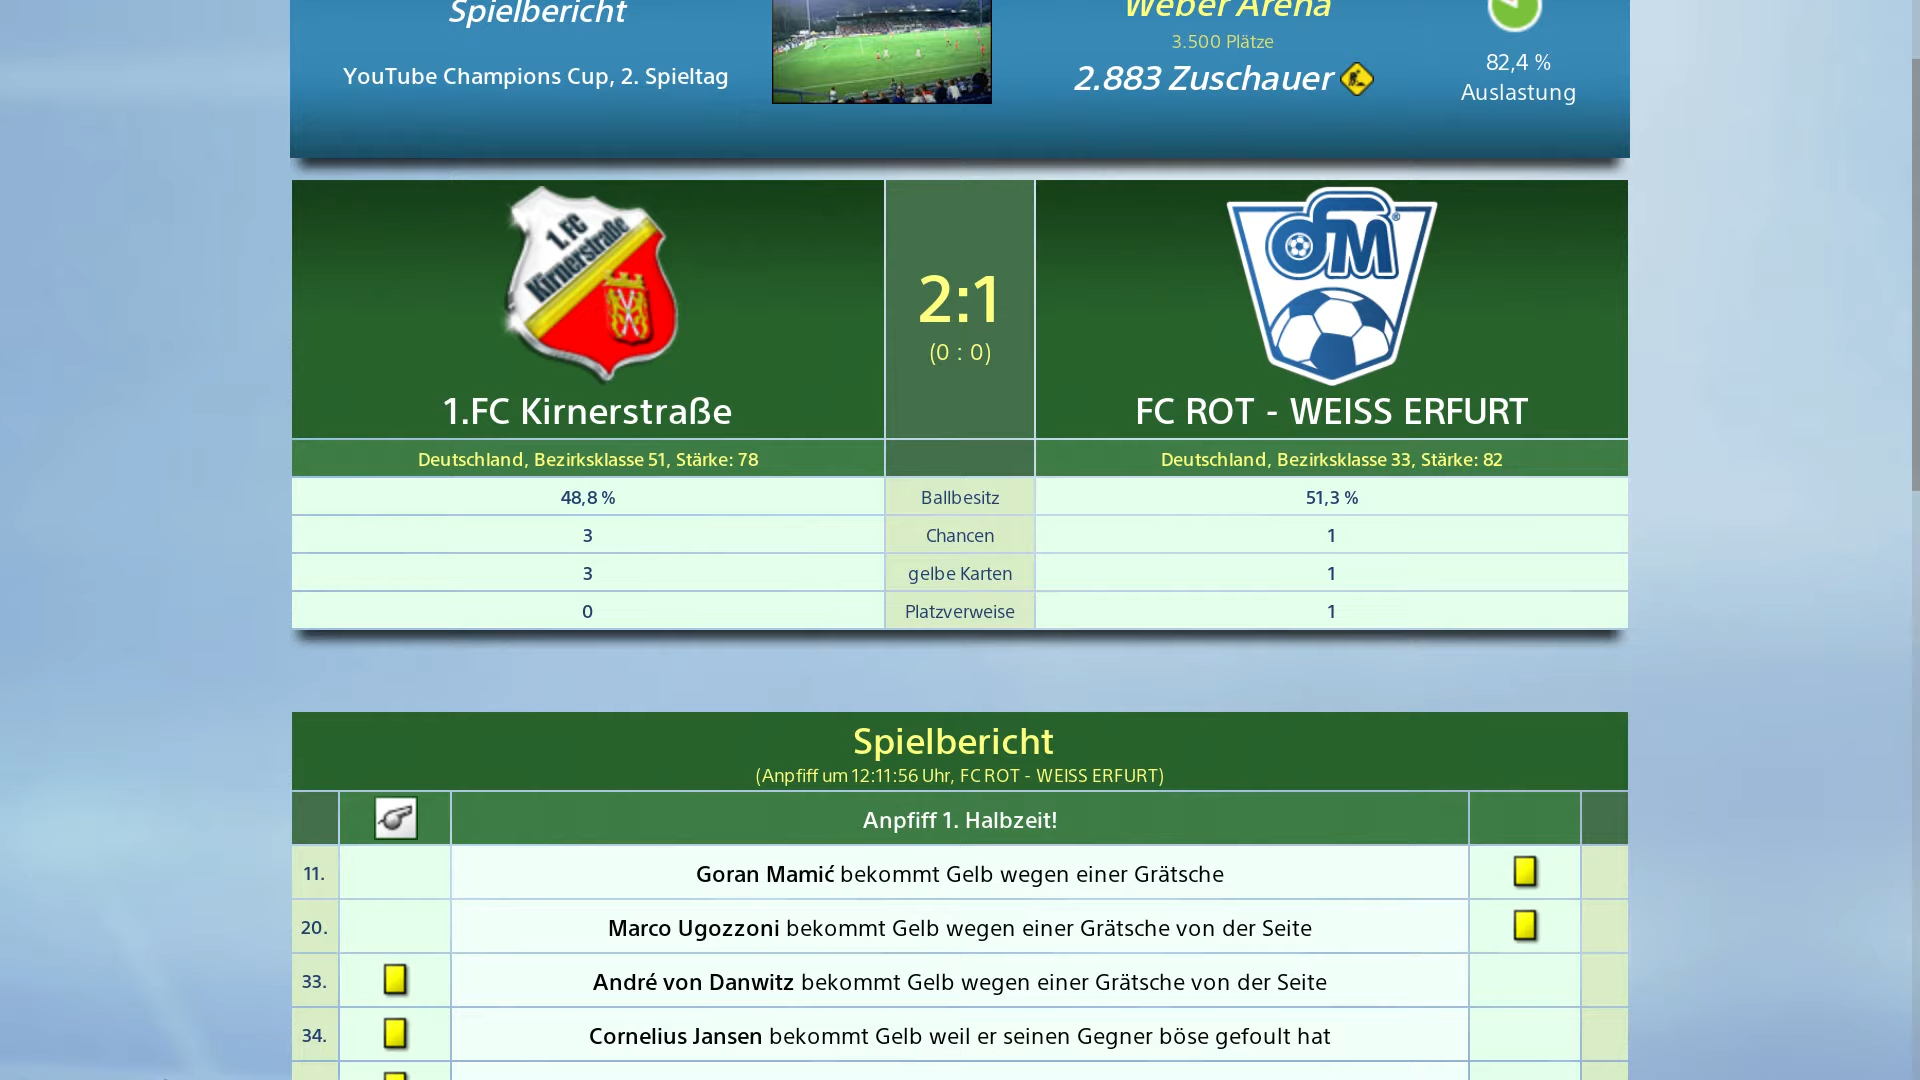 Spielbericht
YouTube Champions Cup, 2. Spieltag
Weber Arena
3.500 Plätze
2.883 Zuschauer
82,4 %
Auslastung
1.FC
Kirnerstraße
1.FC Kirnerstraße
2:1
(0 : 0)
OFM®
FC ROT - WEISS ERFURT
Deutschland, Bezirksklasse 51, Stärke: 78
Deutschland, Bezirksklasse 33, Stärke: 82
48,8 % Ballbesitz 51,3 %
3 Chancen 1
3 gelbe Karten 1
0 Platzverweise 1
Spielbericht
(Anpfiff um 12:11:56 Uhr, FC ROT - WEISS ERFURT)
Anpfiff 1. Halbzeit!
11. Goran Mamić bekommt Gelb wegen einer Grätsche
20. Marco Ugozzoni bekommt Gelb wegen einer Grätsche von der Seite
33. André von Danwitz bekommt Gelb wegen einer Grätsche von der Seite
34. Cornelius Jansen bekommt Gelb weil er seinen Gegner böse gefoult hat